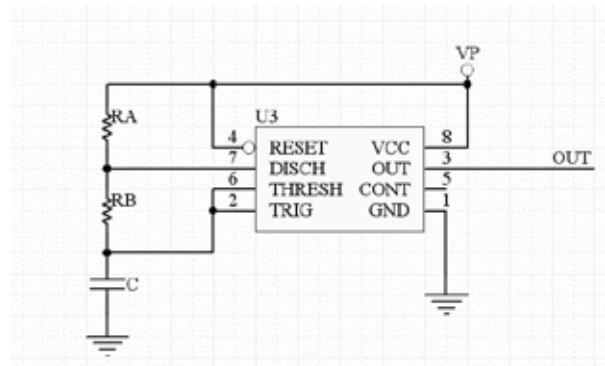 VP
RA
U3
4 RESET VCC 8
7 DISCH OUT 3 OUT
6 THRESH CONT 5
RB
2 TRIG GND 1
C